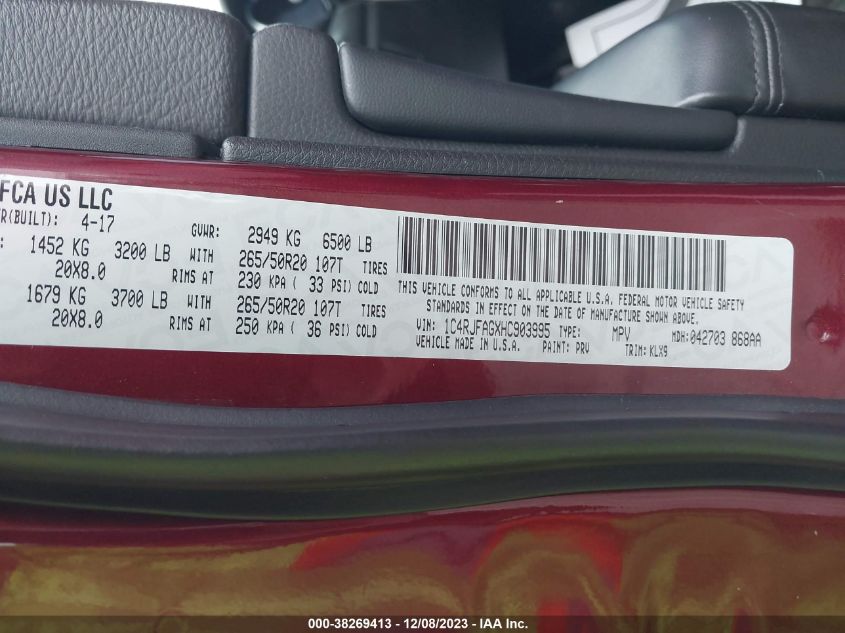 FCA US LLC
R(BUILT): 4-17 GVWR: 2949 KG 6500 LB
: 1452 KG 3200 LB WITH 265/50R20 107T TIRES
20X8.0 RIMS AT 230 KPA ( 33 PSI) COLD
1679 KG 3700 LB WITH 265/50R20 107T TIRES
20X8.0 RIMS AT 250 KPA ( 36 PSI) COLD
THIS VEHICLE CONFORMS TO ALL APPLICABLE U.S.A. FEDERAL MOTOR VEHICLE SAFETY
STANDARDS IN EFFECT ON THE DATE OF MANUFACTURE SHOWN ABOVE.
VIN: 1C4RJFAGXHC903995 TYPE: MPV MDH: 042703 868AA
VEHICLE MADE IN U.S.A. PAINT: PRV TRIM: KLX9
000-38269413 - 12/08/2023 - IAA Inc.